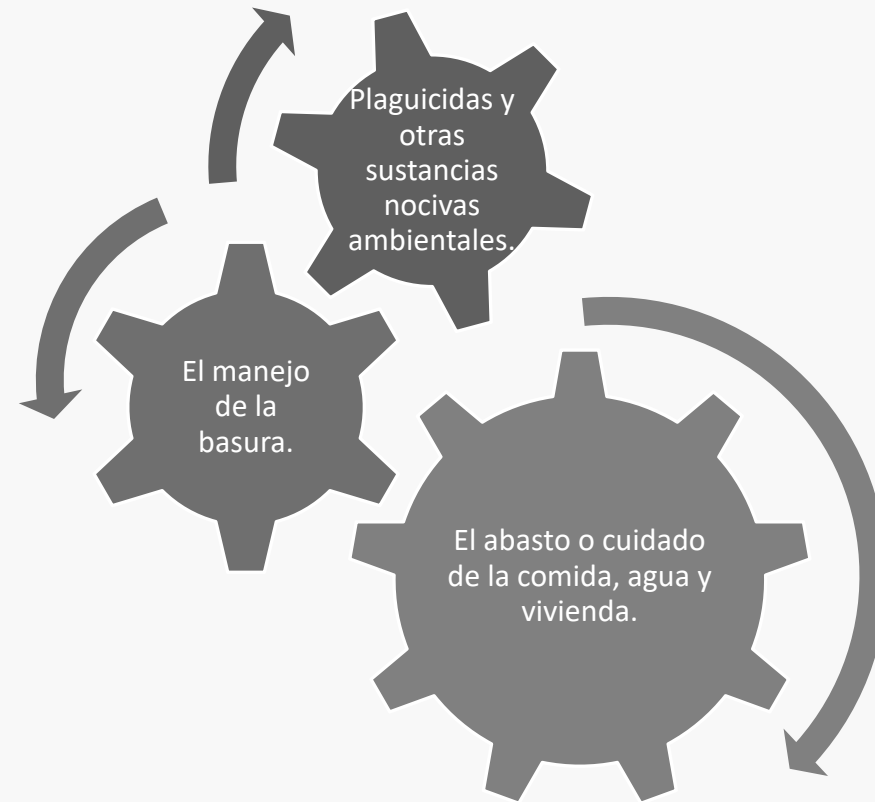 Plaguicidas y
otras
sustancias
nocivas
ambientales.
El manejo
de la
basura.
El abasto o cuidado
de la comida, agua y
vivienda.